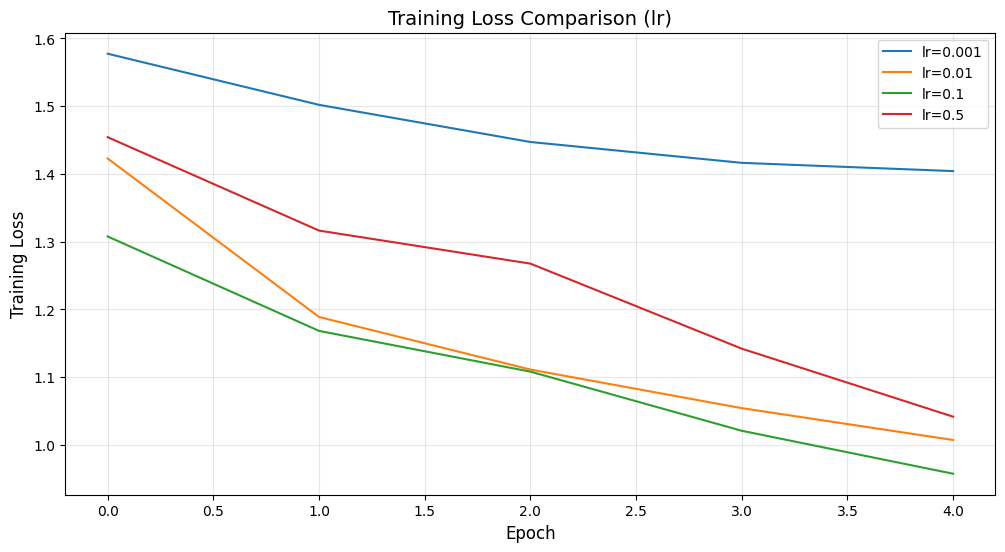 Training Loss Comparison (lr)
1.6
1.5
1.4
1.3
1.2
1.1
1.0
Training Loss
lr=0.001
lr=0.01
lr=0.1
lr=0.5
0.0 0.5 1.0 1.5 2.0 2.5 3.0 3.5 4.0
Epoch